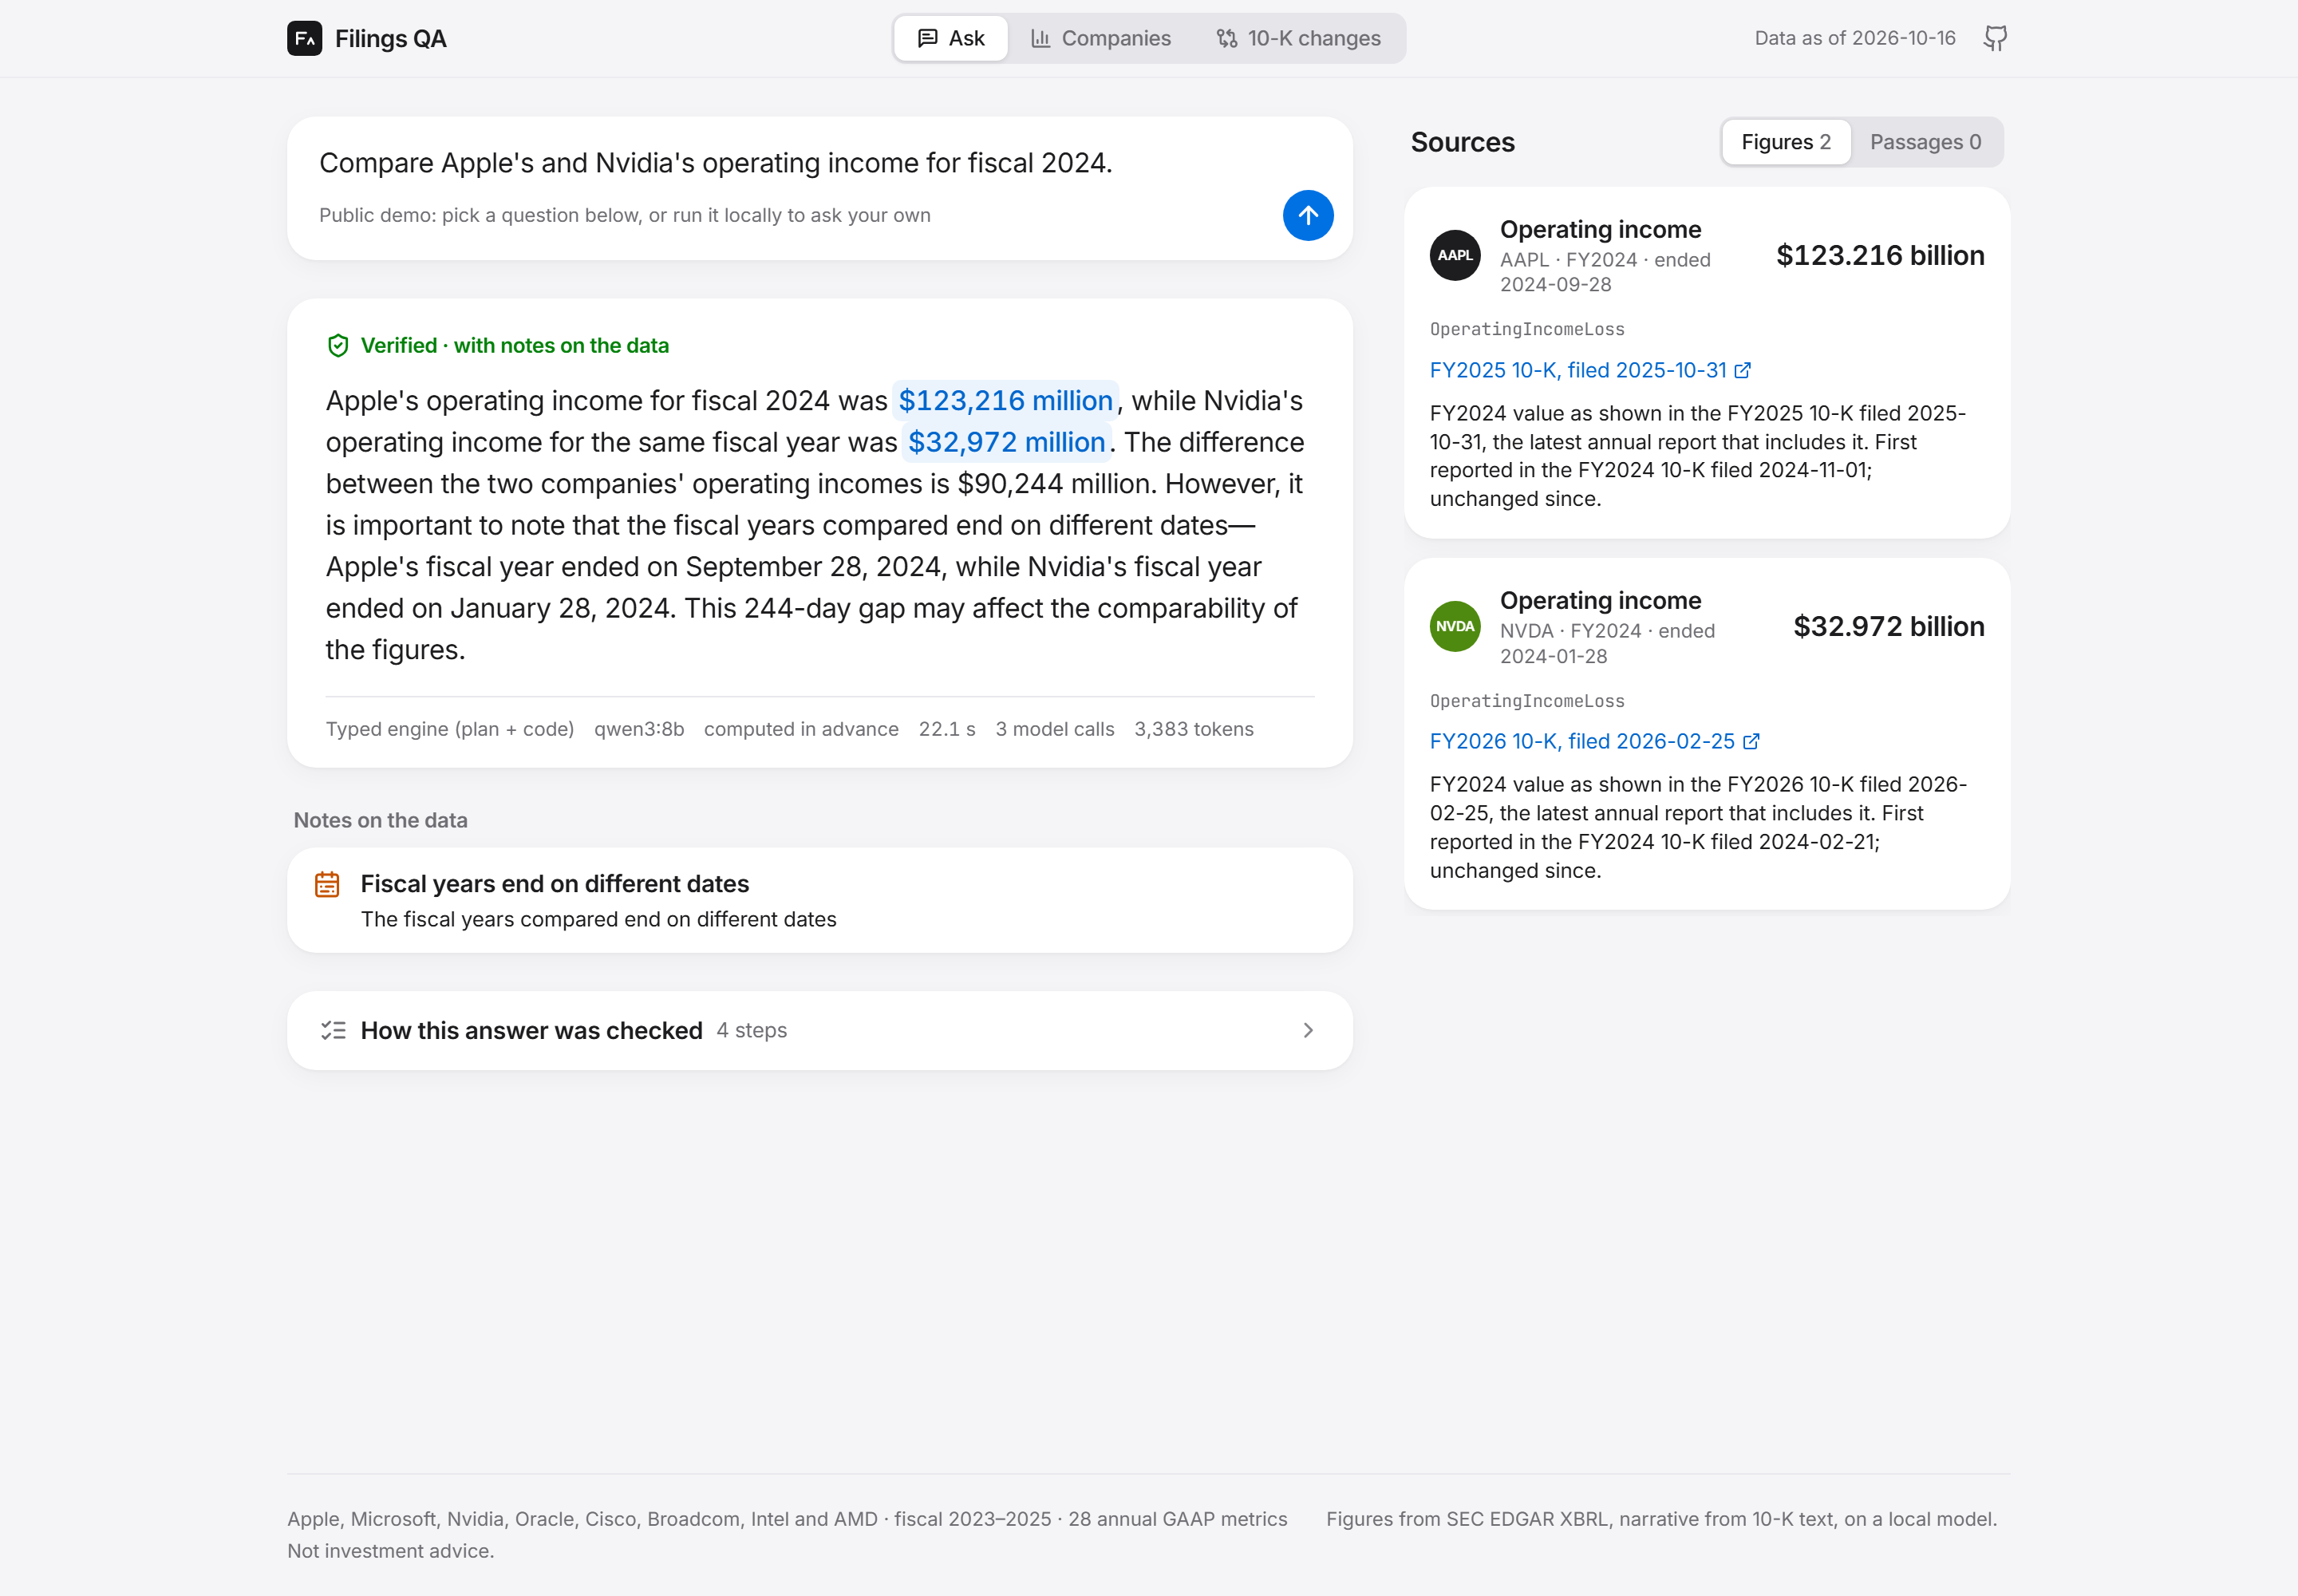 Filings QA
Ask
Companies
10-K changes
Data as of 2026-10-16
Compare Apple's and Nvidia's operating income for fiscal 2024.
Public demo: pick a question below, or run it locally to ask your own
Verified · with notes on the data
Apple's operating income for fiscal 2024 was $123,216 million, while Nvidia's
operating income for the same fiscal year was $32,972 million. The difference
between the two companies' operating incomes is $90,244 million. However, it
is important to note that the fiscal years compared end on different dates—
Apple's fiscal year ended on September 28, 2024, while Nvidia's fiscal year
ended on January 28, 2024. This 244-day gap may affect the comparability of
the figures.
Typed engine (plan + code) qwen3:8b computed in advance 22.1 s 3 model calls 3,383 tokens
Notes on the data
Fiscal years end on different dates
The fiscal years compared end on different dates
How this answer was checked 4 steps
Sources
Figures 2
Passages 0
AAPL
Operating income
AAPL · FY2024 · ended
2024-09-28
$123.216 billion
OperatingIncomeLoss
FY2025 10-K, filed 2025-10-31
FY2024 value as shown in the FY2025 10-K filed 2025-
10-31, the latest annual report that includes it. First
reported in the FY2024 10-K filed 2024-11-01;
unchanged since.
NVDA
Operating income
NVDA · FY2024 · ended
2024-01-28
$32.972 billion
OperatingIncomeLoss
FY2026 10-K, filed 2026-02-25
FY2024 value as shown in the FY2026 10-K filed 2026-
02-25, the latest annual report that includes it. First
reported in the FY2024 10-K filed 2024-02-21;
unchanged since.
Apple, Microsoft, Nvidia, Oracle, Cisco, Broadcom, Intel and AMD · fiscal 2023–2025 · 28 annual GAAP metrics
Figures from SEC EDGAR XBRL, narrative from 10-K text, on a local model.
Not investment advice.